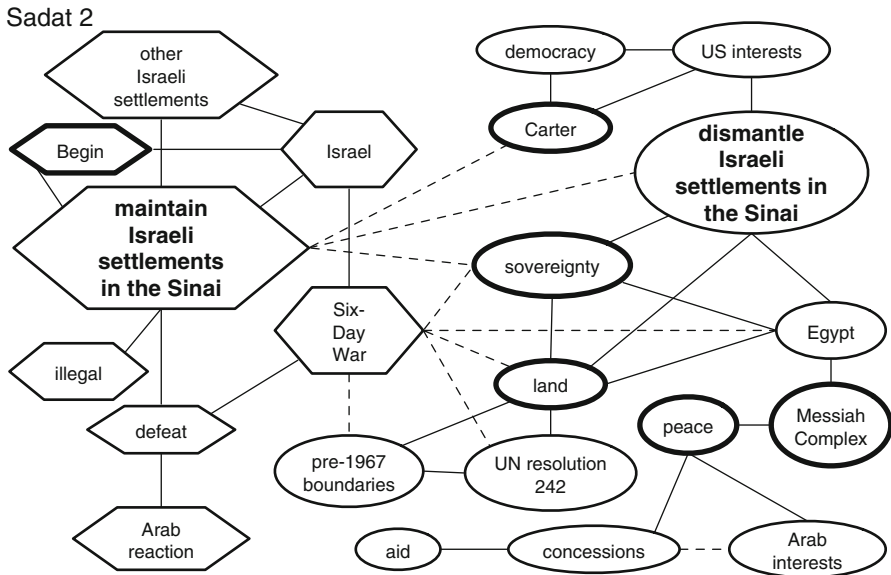 Sadat 2
other
Israeli
settlements
democracy
US interests
Begin
Israel
Carter
dismantle
Israeli
settlements in
the Sinai
maintain
Israeli
settlements
in the Sinai
sovereignty
Six-
Day
War
Egypt
illegal
land
defeat
peace
Messiah
Complex
pre-1967
boundaries
UN resolution
242
Arab
reaction
aid
concessions
Arab
interests